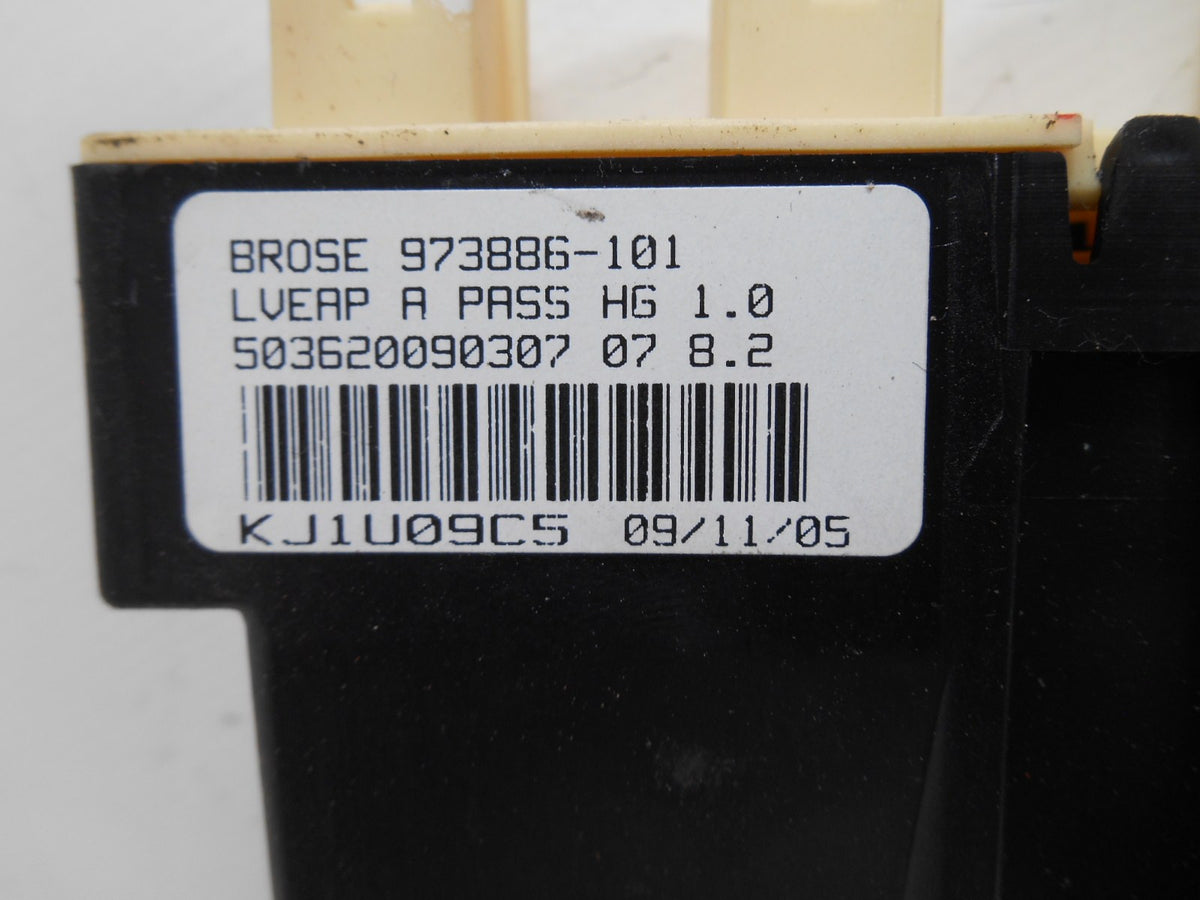 BROSE 973886-101
LVEAP A PASS HG 1.0
503620090307 07 8.2
KJ1U09C5 09/11/05